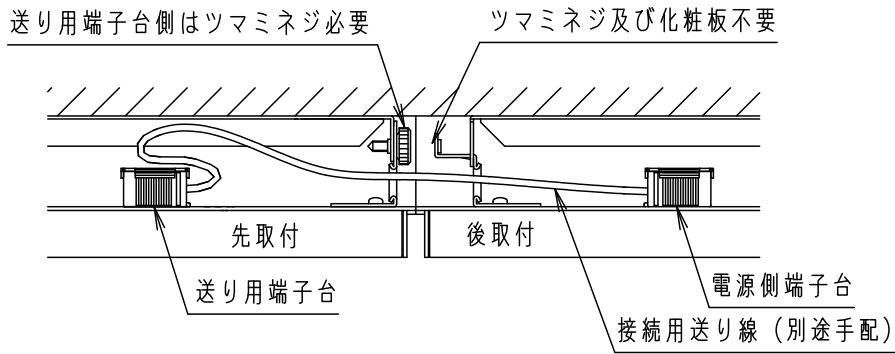 送り用端子台側はツマミネジ必要
ツマミネジ及び化粧板不要
先取付
後取付
送り用端子台
電源側端子台
接続用送り線（別途手配）